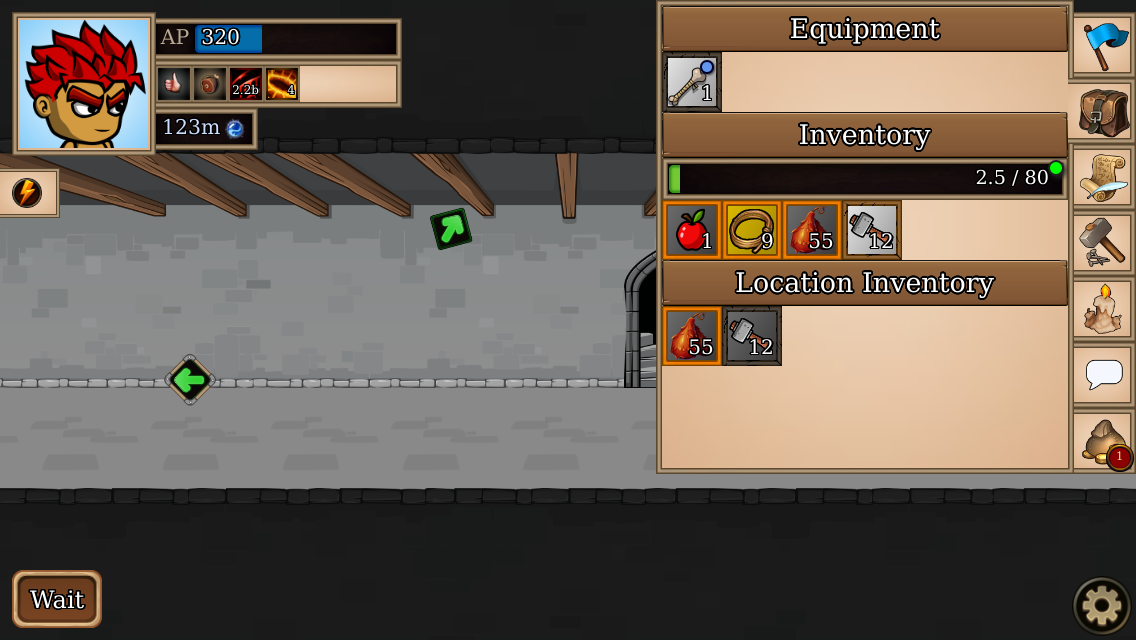 AP 320
2.2b 4
123m
Equipment
1
Inventory
2.5 / 80
1 9 55 12
Location Inventory
55 12
1
Wait